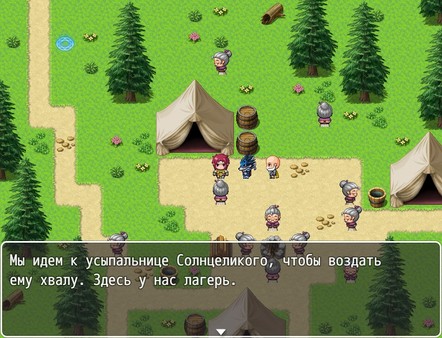 Мы идем к усыпальнице Солнцеликого, чтобы воздать
ему хвалу. Здесь у нас лагерь.